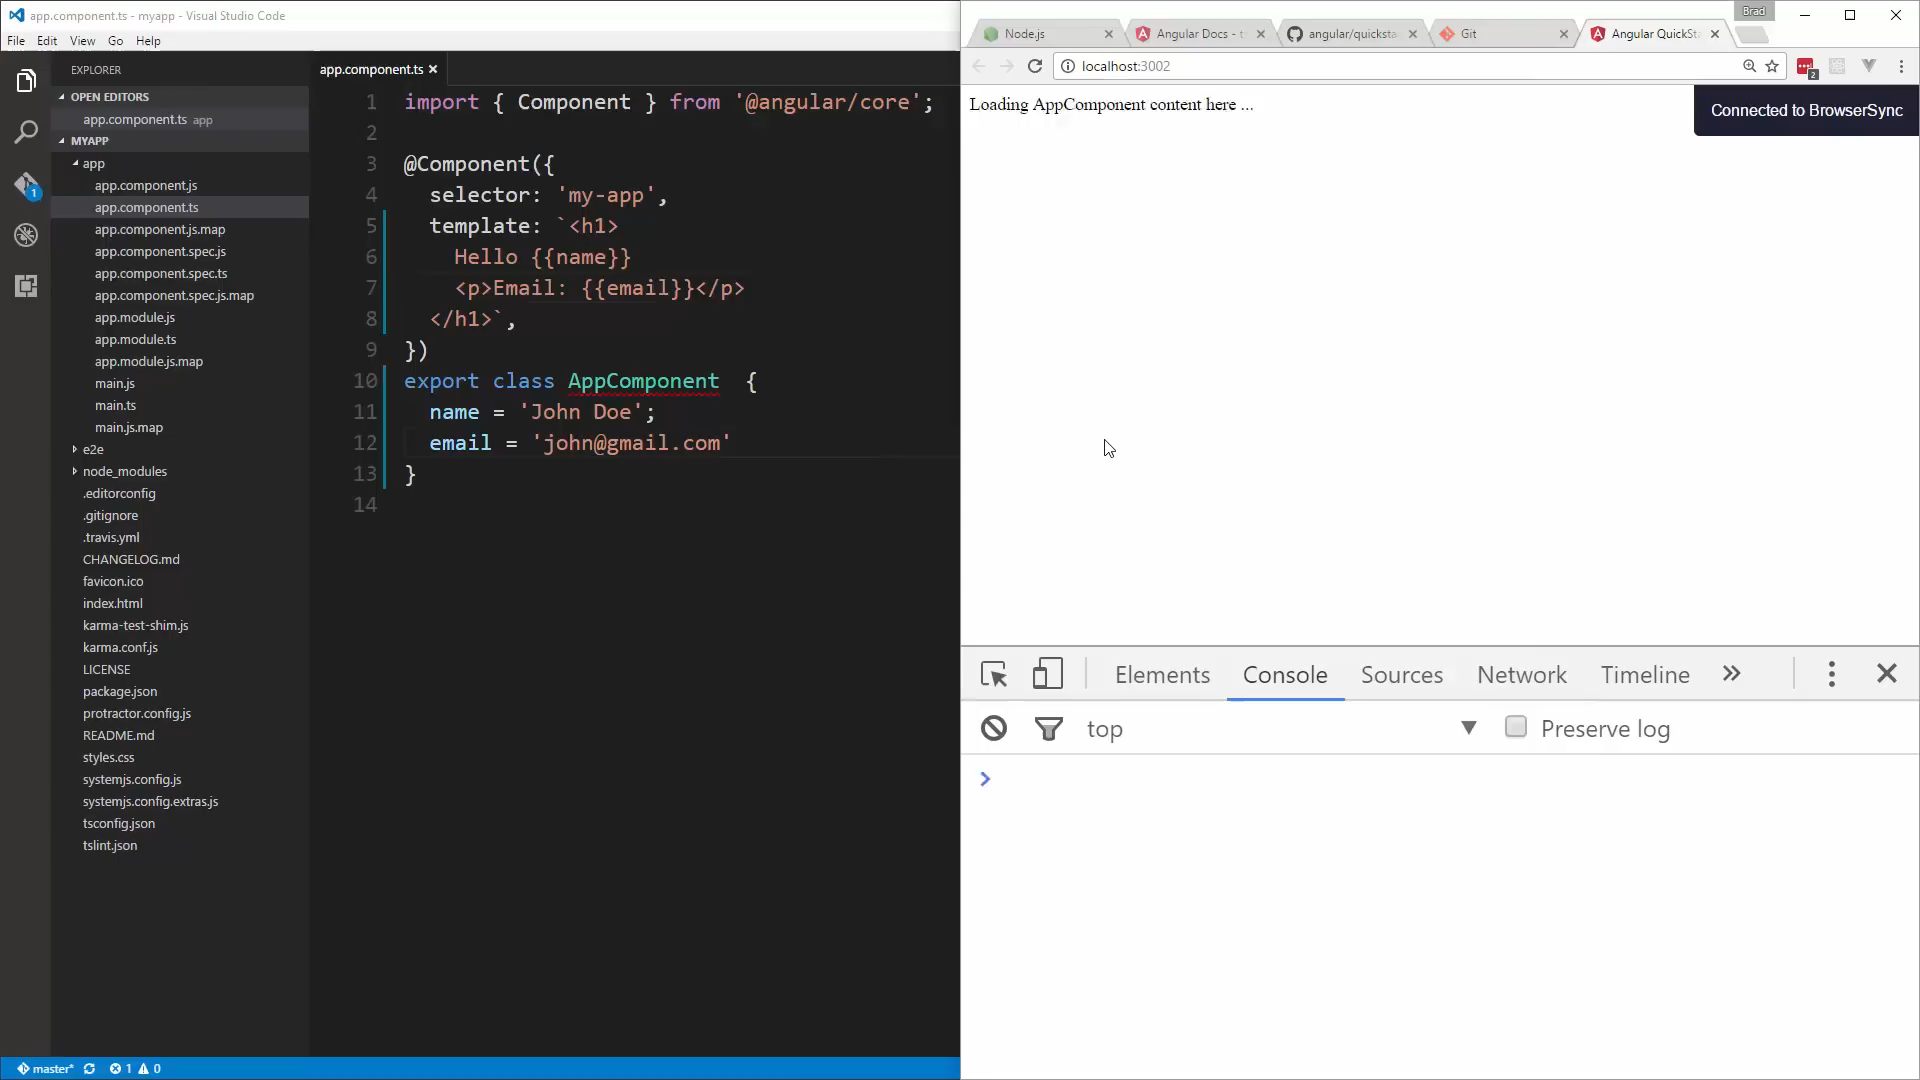 app.component.ts - myapp - Visual Studio Code
File Edit View Go Help
EXPLORER
OPEN EDITORS
app.component.ts app
MYAPP
app
app.component.js
app.component.ts
app.component.js.map
app.component.spec.js
app.component.spec.ts
app.component.spec.js.map
app.module.js
app.module.ts
app.module.js.map
main.js
main.ts
main.js.map
e2e
node_modules
.editorconfig
.gitignore
.travis.yml
CHANGELOG.md
favicon.ico
index.html
karma-test-shim.js
karma.conf.js
LICENSE
package.json
protractor.config.js
README.md
styles.css
systemjs.config.js
systemjs.config.extras.js
tsconfig.json
tslint.json
1
master* 1 0
app.component.ts
1 import { Component } from '@angular/core';
2
3 @Component({
4 selector: 'my-app',
5 template: `<h1>
6 Hello {{name}}
7 <p>Email: {{email}}</p>
8 </h1>`,
9 })
10 export class AppComponent {
11 name = 'John Doe';
12 email = 'john@gmail.com'
13 }
14
Brad
Node.js Angular Docs - t angular/quicksta Git Angular QuickSta
localhost:3002
2
Loading AppComponent content here ...
Connected to BrowserSync
Elements Console Sources Network Timeline »
top Preserve log